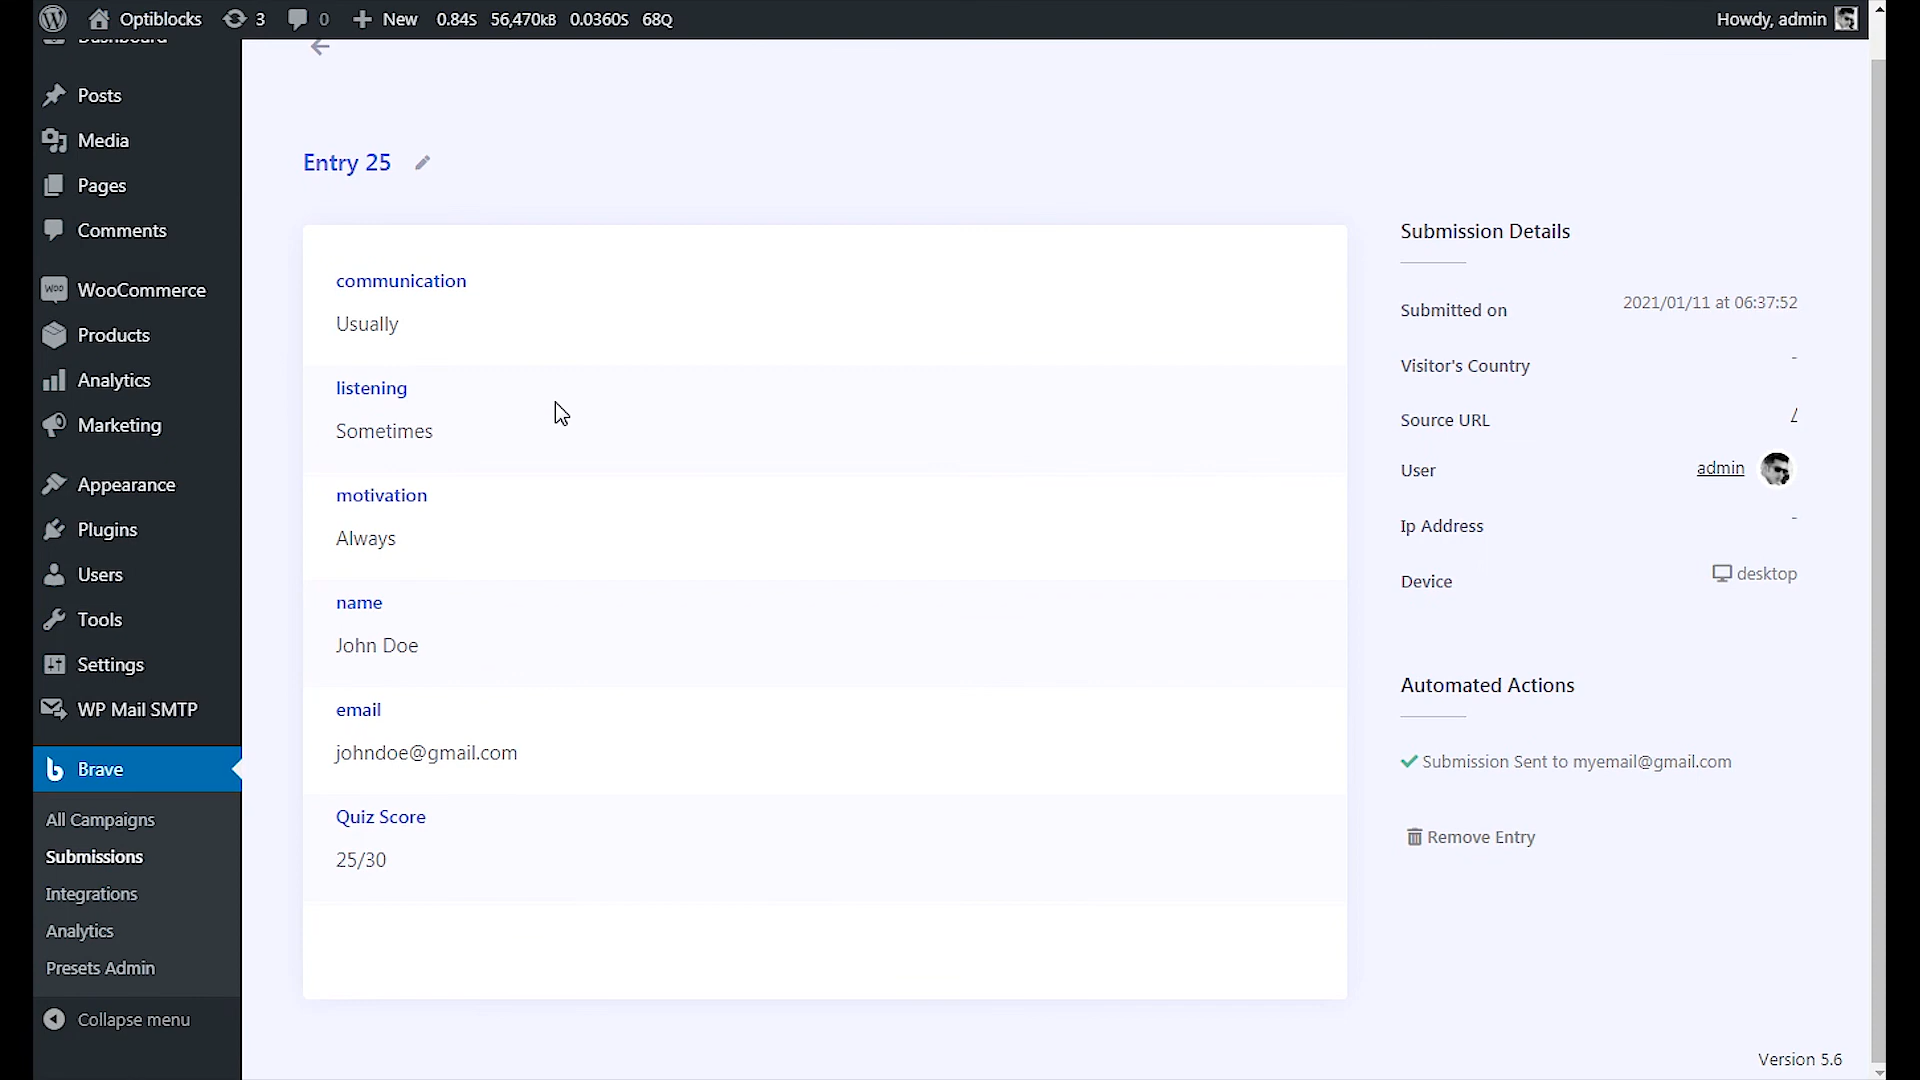 Optiblocks 3 0 New 0.84S 56,470kB 0.0360S 68Q Howdy, admin
Dashboard
Posts
Media
Pages
Comments
WooCommerce
Products
Analytics
Marketing
Appearance
Plugins
Users
Tools
Settings
WP Mail SMTP
Brave
All Campaigns
Submissions
Integrations
Analytics
Presets Admin
Collapse menu
Entry 25
communication
Usually
listening
Sometimes
motivation
Always
name
John Doe
email
johndoe@gmail.com
Quiz Score
25/30
Submission Details
Submitted on 2021/01/11 at 06:37:52
Visitor's Country -
Source URL /
User admin
Ip Address -
Device desktop
Automated Actions
Submission Sent to myemail@gmail.com
Remove Entry
Version 5.6